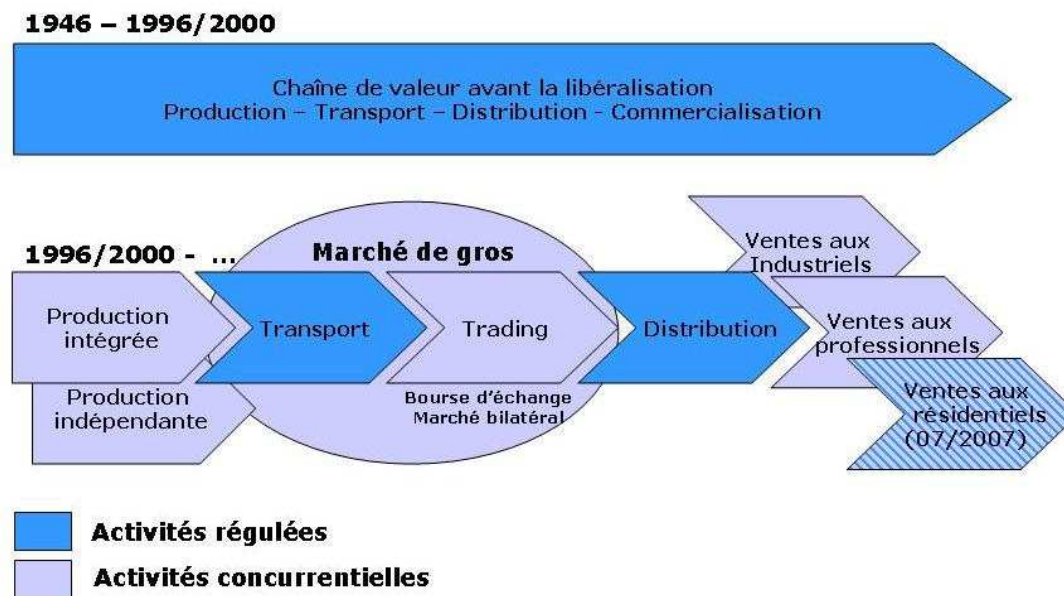 1946 – 1996/2000
Chaîne de valeur avant la libéralisation
Production – Transport – Distribution - Commercialisation
1996/2000 - ...
Marché de gros
Production
intégrée
Production
indépendante
Transport
Trading
Bourse d'échange
Marché bilatéral
Distribution
Ventes aux
Industriels
Ventes aux
professionnels
Ventes aux
résidentiels
(07/2007)
Activités régulées
Activités concurrentielles